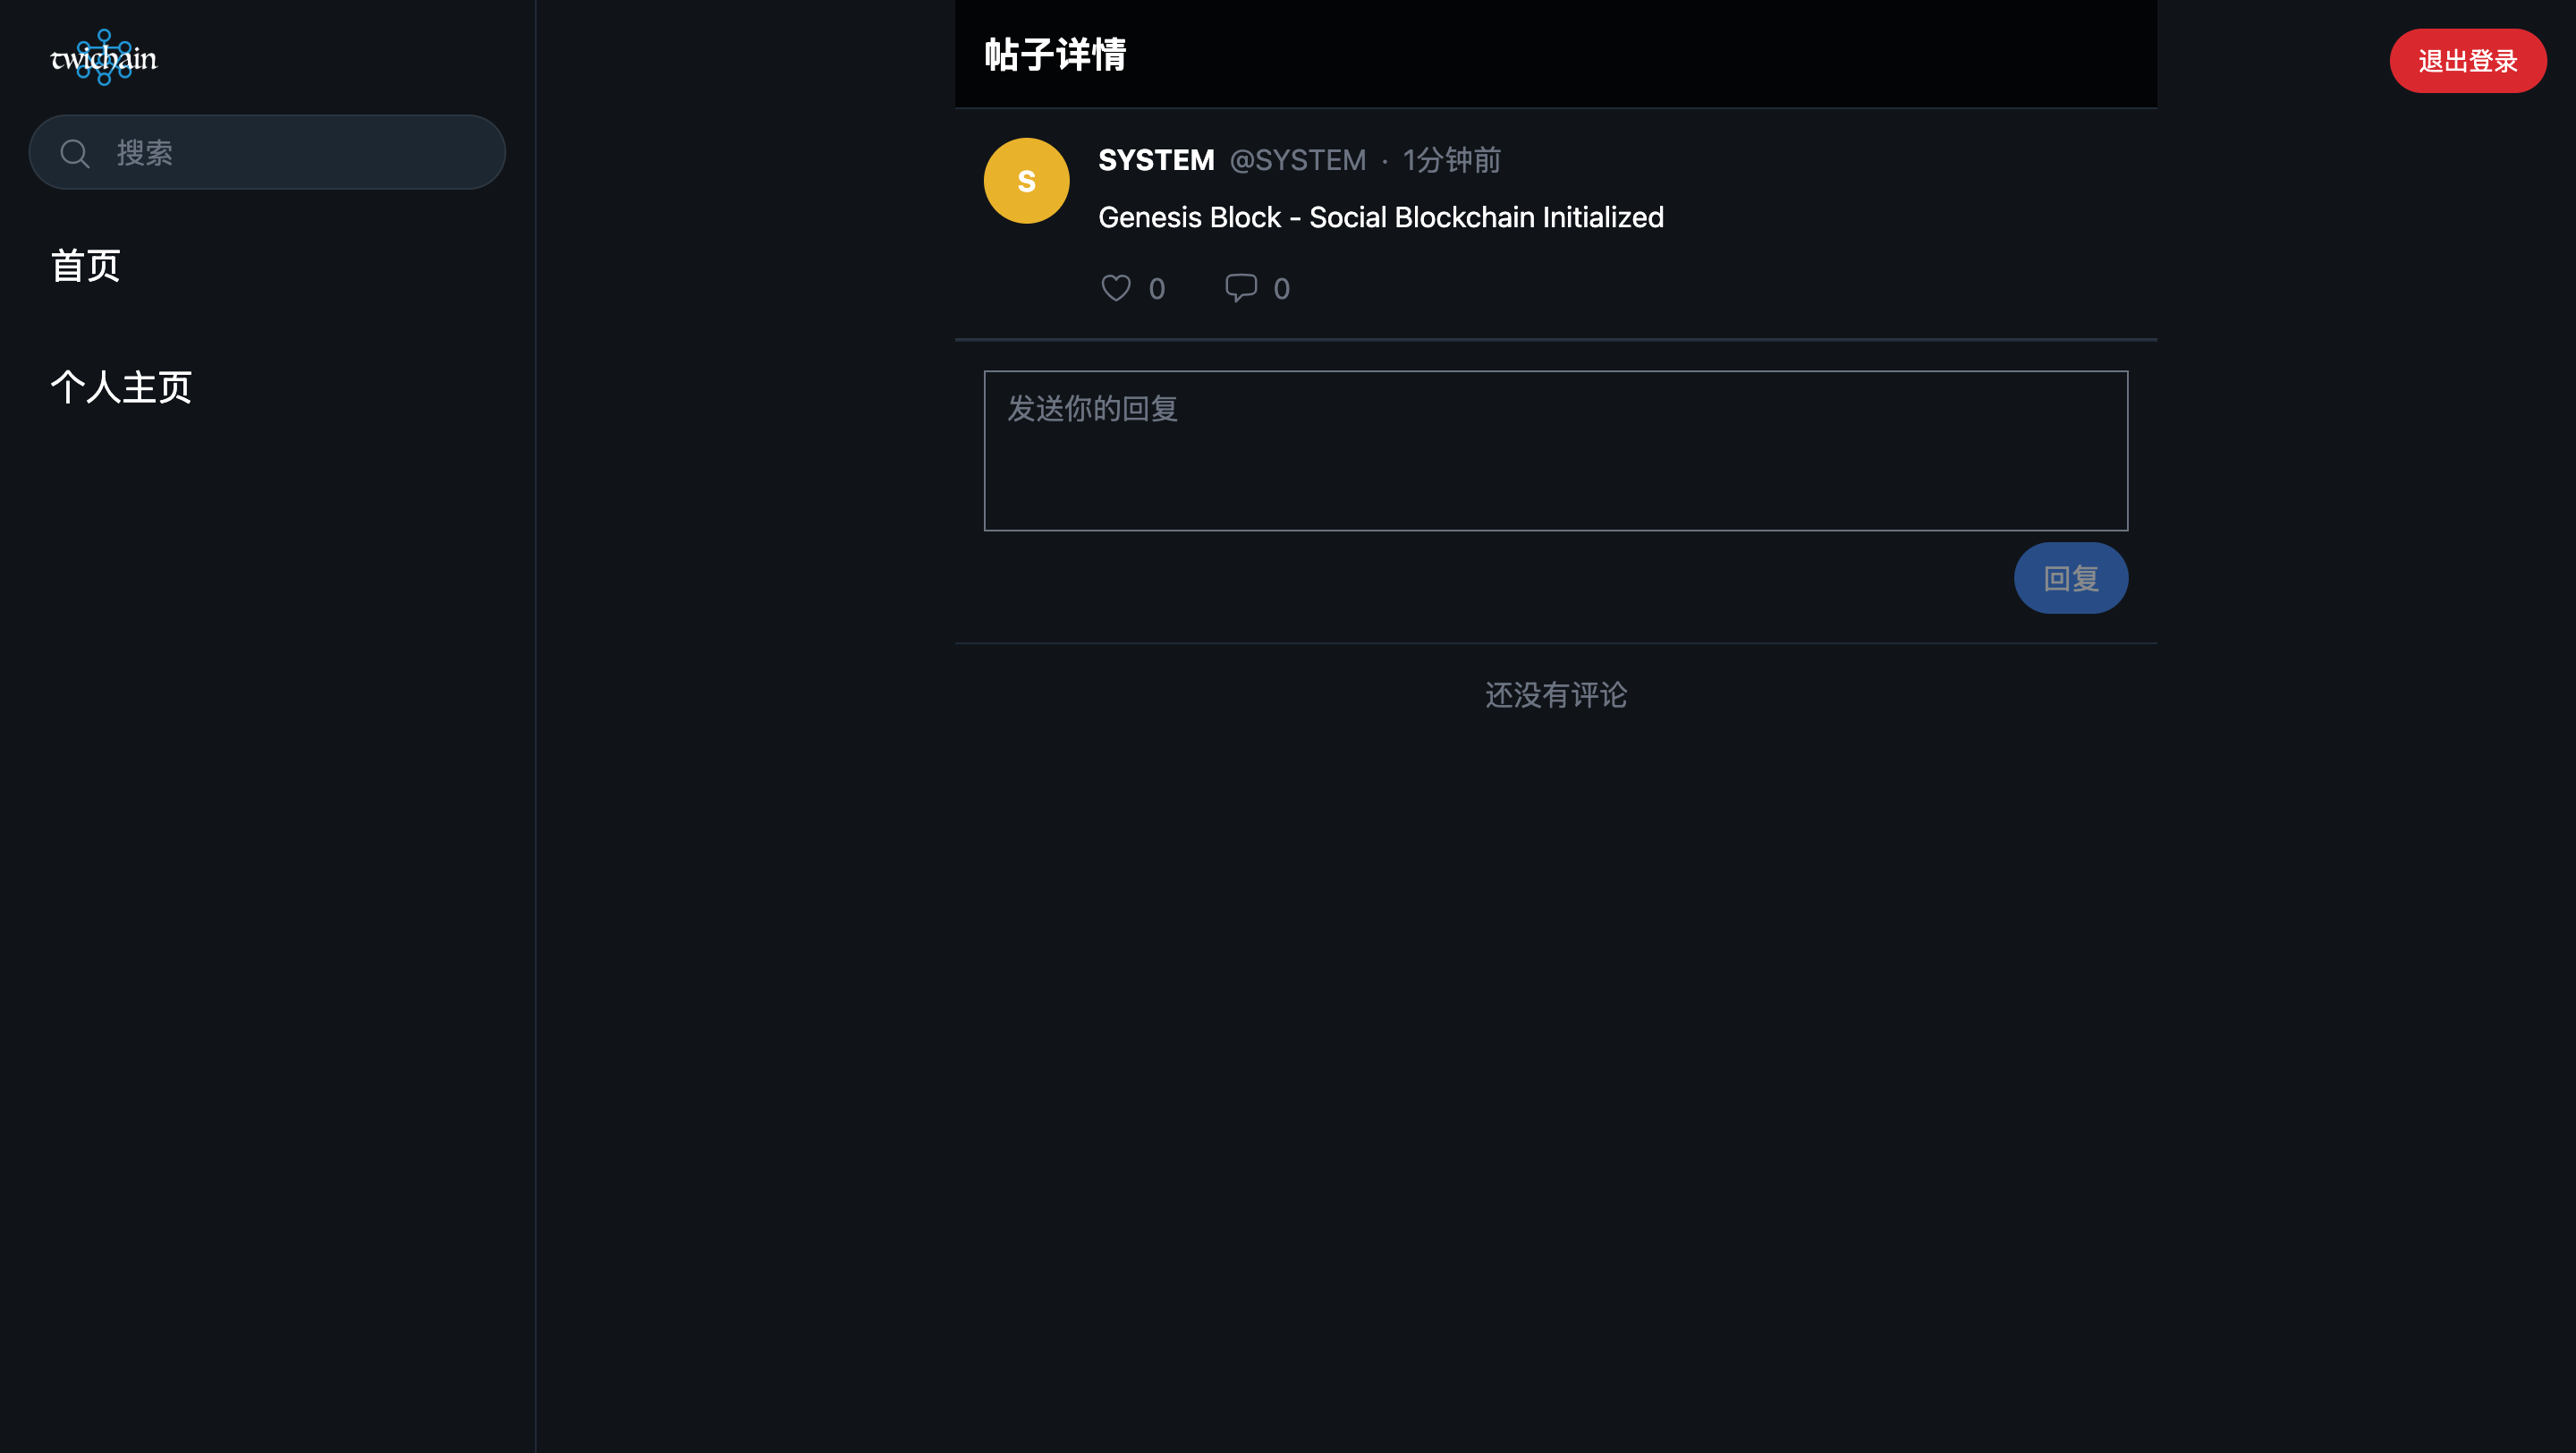 twichain
搜索
首页
个人主页
帖子详情
S
SYSTEM @SYSTEM · 1分钟前
Genesis Block - Social Blockchain Initialized
0 0
发送你的回复
回复
还没有评论
退出登录